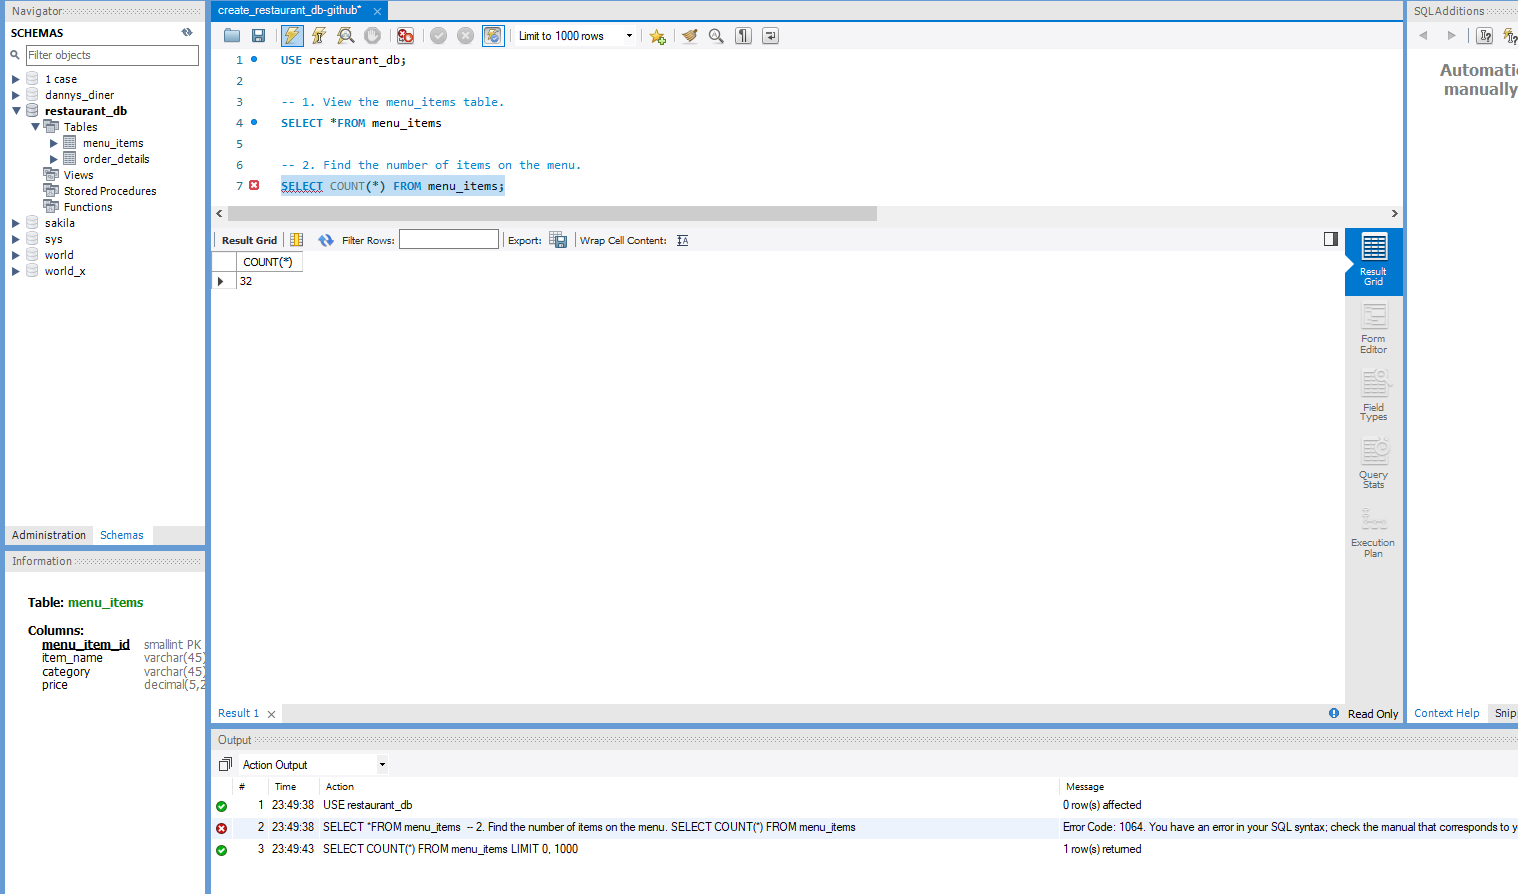 Navigator
SCHEMAS
Filter objects
1 case
dannys_diner
restaurant_db
Tables
menu_items
order_details
Views
Stored Procedures
Functions
sakila
sys
world
world_x
Administration Schemas
Information
Table: menu_items
Columns:
menu_item_id smallint PK
item_name varchar(45)
category varchar(45)
price decimal(5,2
create_restaurant_db-github*
Limit to 1000 rows
1 USE restaurant_db;
2
3 -- 1. View the menu_items table.
4 SELECT *FROM menu_items
5
6 -- 2. Find the number of items on the menu.
7 SELECT COUNT(*) FROM menu_items;
Result Grid Filter Rows: Export: Wrap Cell Content:
COUNT(*)
32
Result
Grid
Form
Editor
Field
Types
Query
Stats
Execution
Plan
Result 1 Read Only
SQLAdditions
Automati
manually
Context Help Snip
Output
Action Output
# Time Action Message
1 23:49:38 USE restaurant_db 0 row(s) affected
2 23:49:38 SELECT *FROM menu_items -- 2. Find the number of items on the menu. SELECT COUNT(*) FROM menu_items Error Code: 1064. You have an error in your SQL syntax; check the manual that corresponds to y
3 23:49:43 SELECT COUNT(*) FROM menu_items LIMIT 0, 1000 1 row(s) returned